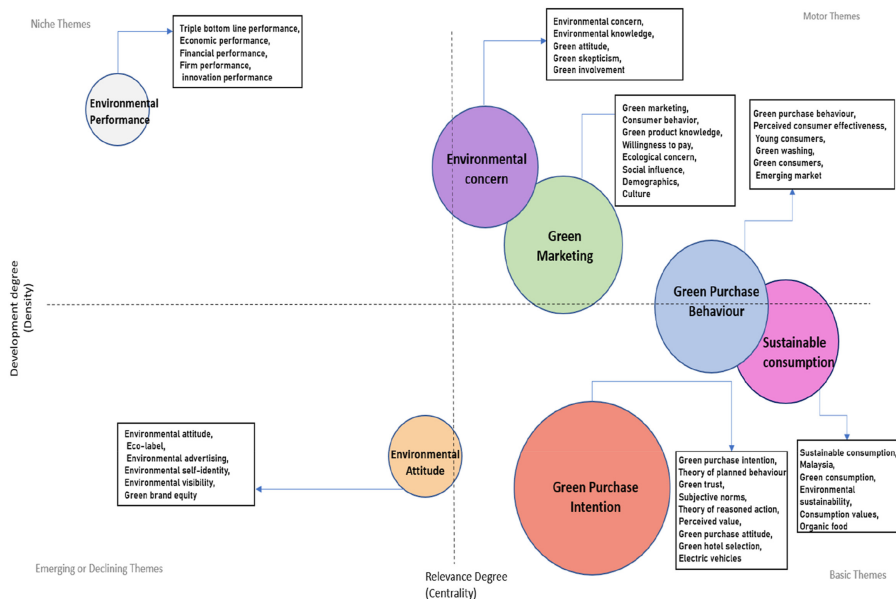 Niche Themes
Motor Themes
Triple bottom line performance,
Economic performance,
Financial performance,
Firm performance,
innovation performance
Environmental
Performance
Environmental concern,
Environmental knowledge,
Green attitude,
Green skepticism,
Green involvement
Environmental
concern
Green marketing,
Consumer behavior,
Green product knowledge,
Willingness to pay,
Ecological concern,
Social influence,
Demographics,
Culture
Green
Marketing
Green purchase behaviour,
Perceived consumer effectiveness,
Young consumers,
Green washing,
Green consumers,
Emerging market
Green Purchase
Behaviour
Sustainable
consumption
Development degree
(Density)
Environmental attitude,
Eco-label,
Environmental advertising,
Environmental self-identity,
Environmental visibility,
Green brand equity
Environmental
Attitude
Green Purchase
Intention
Green purchase intention,
Theory of planned behaviour
Green trust,
Subjective norms,
Theory of reasoned action,
Perceived value,
Green purchase attitude,
Green hotel selection,
Electric vehicles
Sustainable consumption,
Malaysia,
Green consumption,
Environmental
sustainability,
Consumption values,
Organic food
Emerging or Declining Themes
Relevance Degree
(Centrality)
Basic Themes